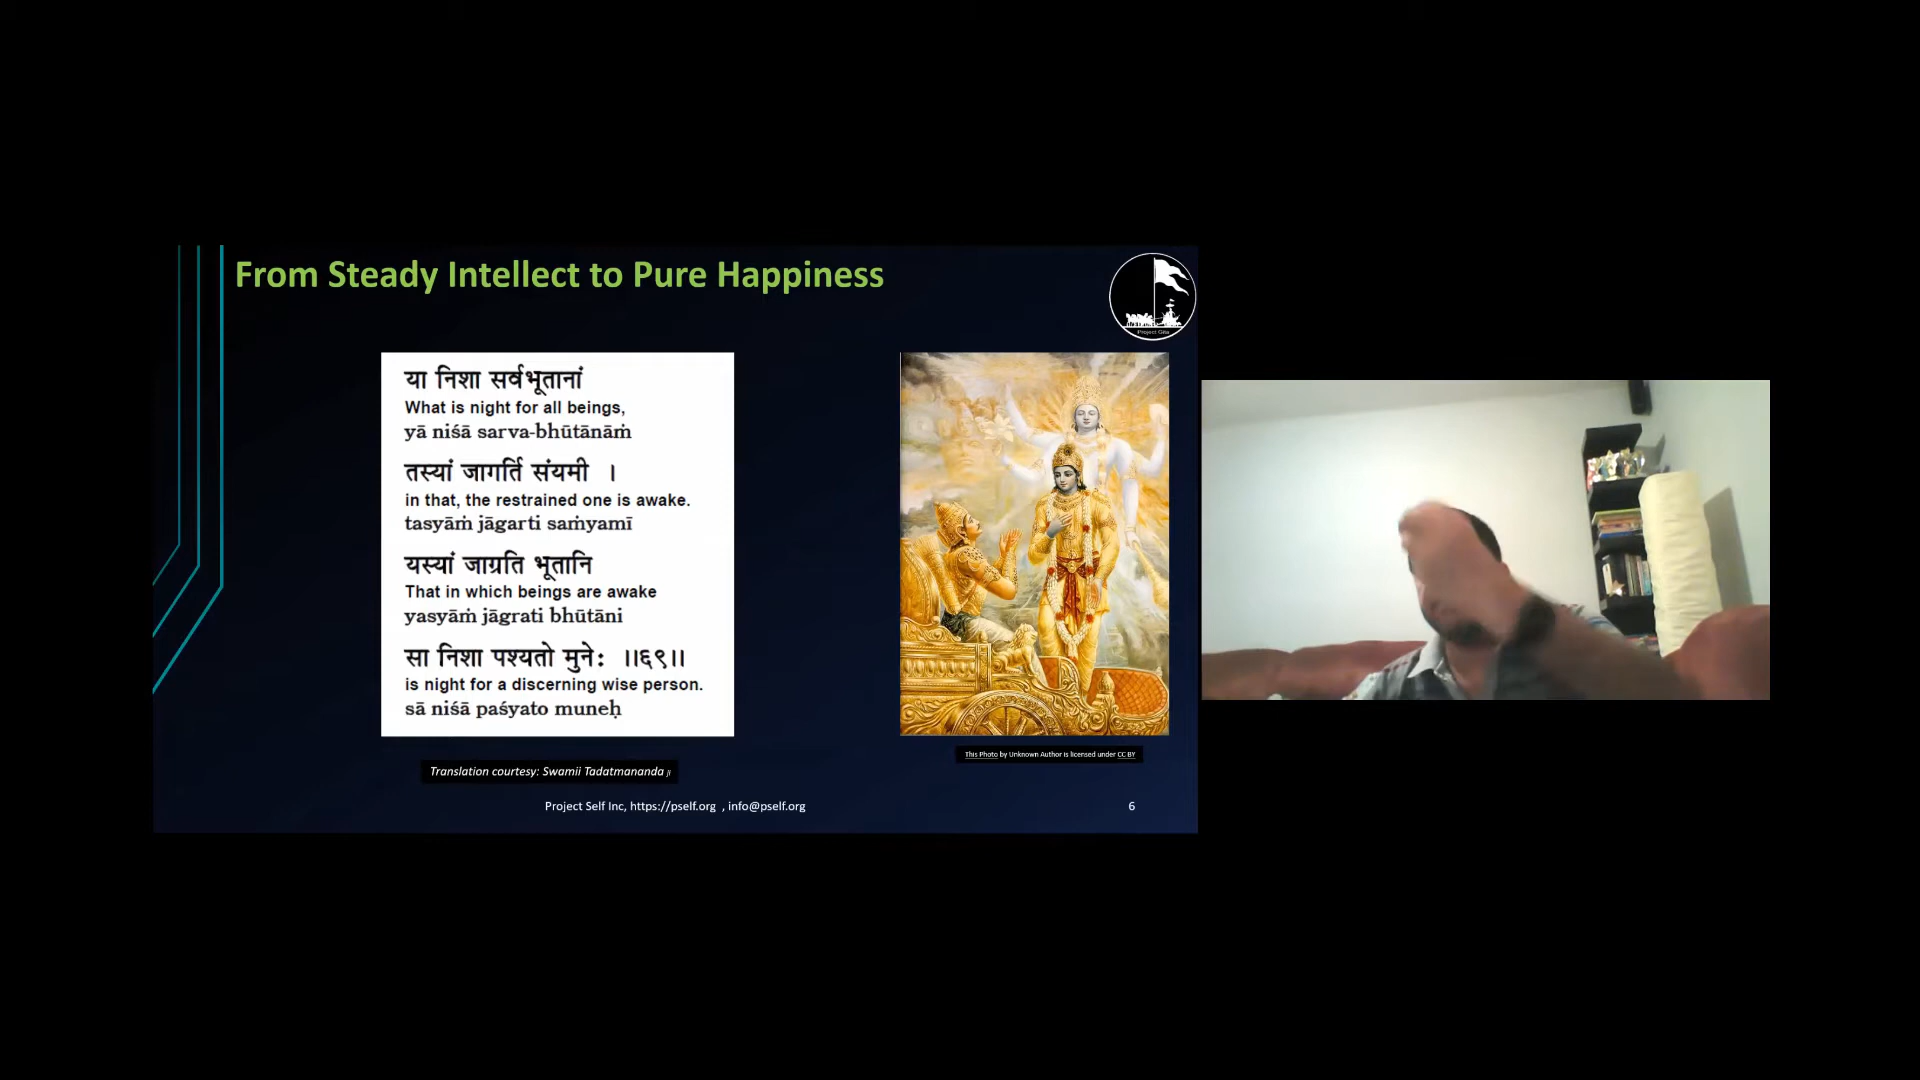 From Steady Intellect to Pure Happiness
Project Gita
या निशा सर्वभूतानां
What is night for all beings,
yā niśā sarva-bhūtānāṁ
तस्यां जागर्ति संयमी ।
in that, the restrained one is awake.
tasyāṁ jāgarti saṁyamī
यस्यां जाग्रति भूतानि
That in which beings are awake
yasyāṁ jāgrati bhūtāni
सा निशा पश्यतो मुनेः ।।६९।।
is night for a discerning wise person.
sā niśā paśyato muneḥ
This Photo by Unknown Author is licensed under CC BY
Translation courtesy: Swamii Tadatmananda ji
Project Self Inc, https://pself.org , info@pself.org
6